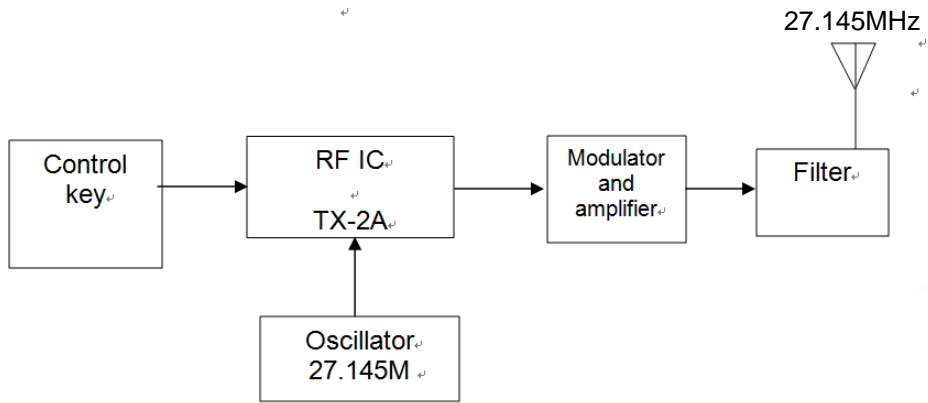 27.145MHz
Control
key
RF IC
TX-2A
Modulator
and
amplifier
Filter
Oscillator
27.145M